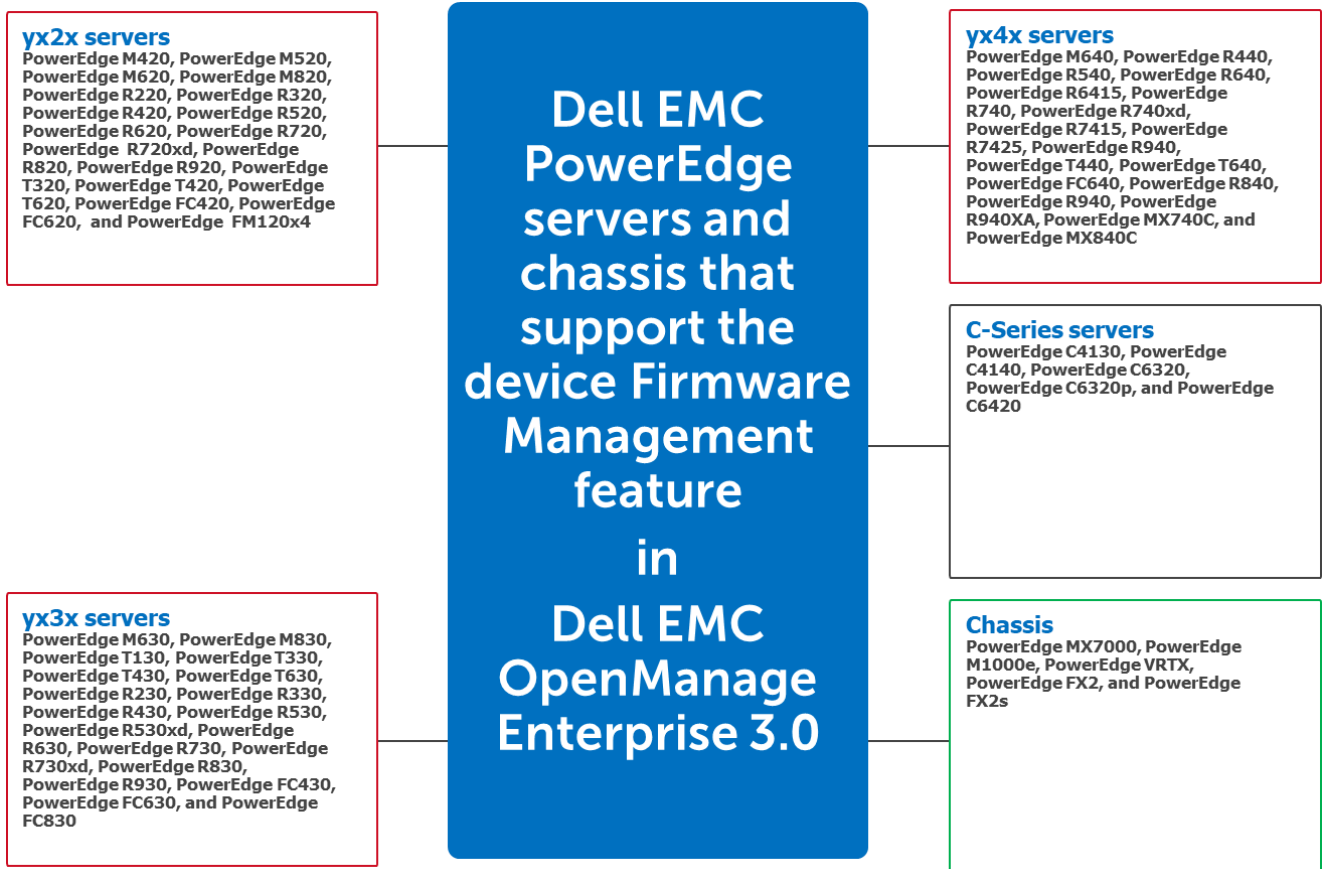 yx2x servers
PowerEdge M420, PowerEdge M520,
PowerEdge M620, PowerEdge M820,
PowerEdge R220, PowerEdge R320,
PowerEdge R420, PowerEdge R520,
PowerEdge R620, PowerEdge R720,
PowerEdge R720xd, PowerEdge
R820, PowerEdge R920, PowerEdge
T320, PowerEdge T420, PowerEdge
T620, PowerEdge FC420, PowerEdge
FC620, and PowerEdge FM120x4
yx3x servers
PowerEdge M630, PowerEdge M830,
PowerEdge T130, PowerEdge T330,
PowerEdge T430, PowerEdge T630,
PowerEdge R230, PowerEdge R330,
PowerEdge R430, PowerEdge R530,
PowerEdge R530xd, PowerEdge
R630, PowerEdge R730, PowerEdge
R730xd, PowerEdge R830,
PowerEdge R930, PowerEdge FC430,
PowerEdge FC630, and PowerEdge
FC830
Dell EMC
PowerEdge
servers and
chassis that
support the
device Firmware
Management
feature
in
Dell EMC
OpenManage
Enterprise 3.0
yx4x servers
PowerEdge M640, PowerEdge R440,
PowerEdge R540, PowerEdge R640,
PowerEdge R6415, PowerEdge
R740, PowerEdge R740xd,
PowerEdge R7415, PowerEdge
R7425, PowerEdge R940,
PowerEdge T440, PowerEdge T640,
PowerEdge FC640, PowerEdge R840,
PowerEdge R940, PowerEdge
R940XA, PowerEdge MX740C, and
PowerEdge MX840C
C-Series servers
PowerEdge C4130, PowerEdge
C4140, PowerEdge C6320,
PowerEdge C6320p, and PowerEdge
C6420
Chassis
PowerEdge MX7000, PowerEdge
M1000e, PowerEdge VRTX,
PowerEdge FX2, and PowerEdge
FX2s